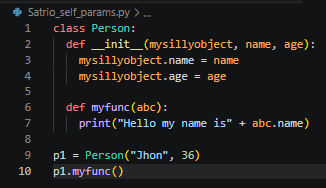 Satrio_self_params.py > ...
1 class Person:
2   def __init__(mysillyobject, name, age):
3     mysillyobject.name = name
4     mysillyobject.age = age
5
6   def myfunc(abc):
7     print("Hello my name is" + abc.name)
8
9 p1 = Person("Jhon", 36)
10 p1.myfunc()